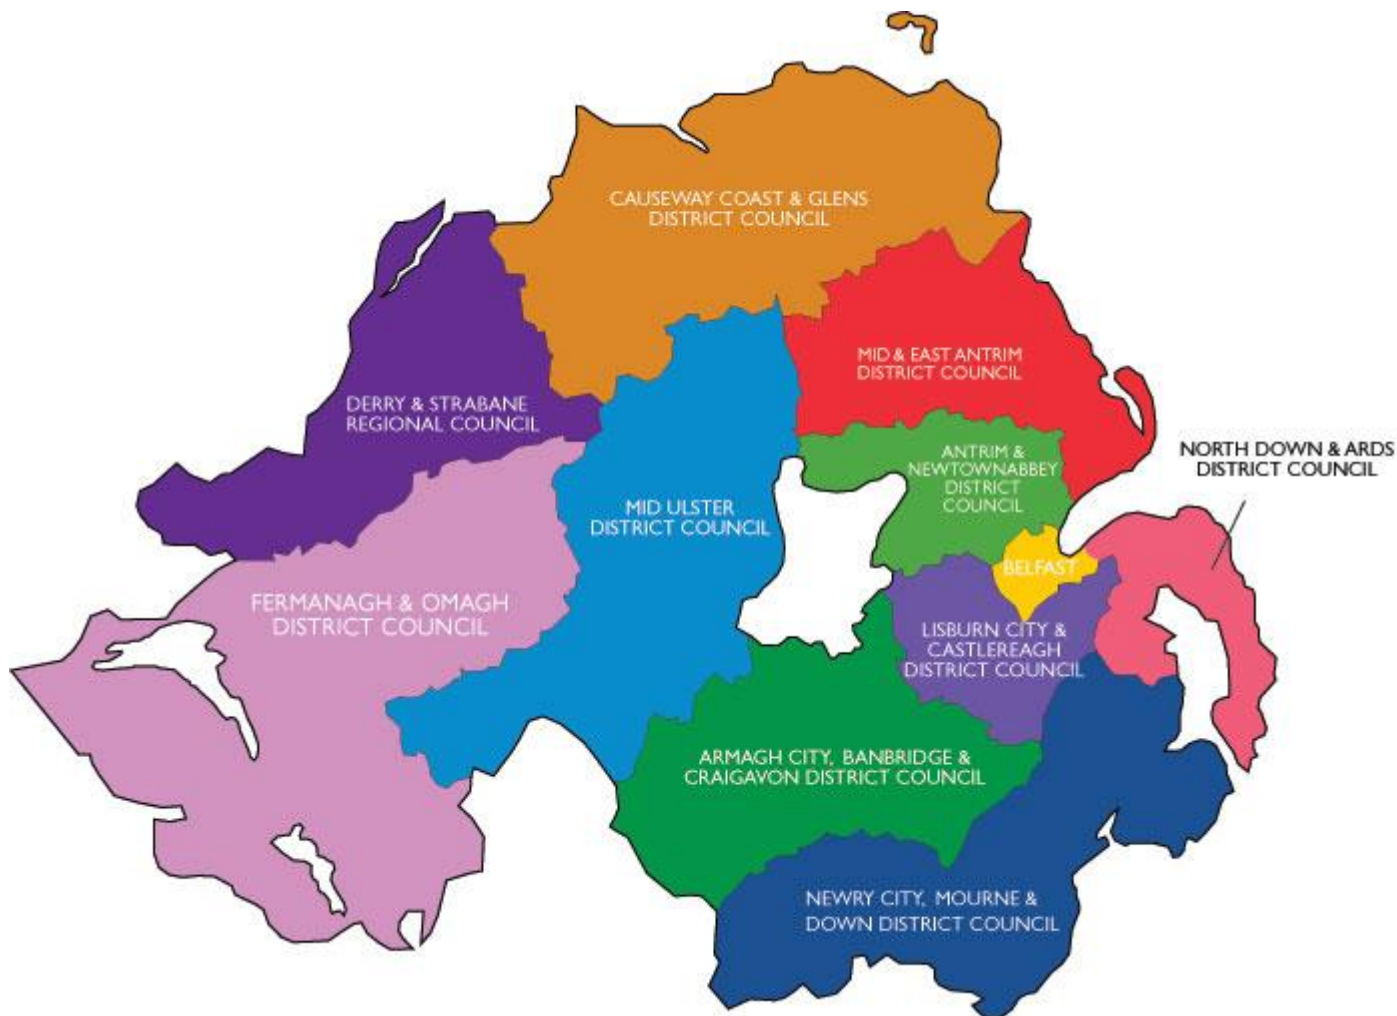 CAUSEWAY COAST & GLENS
DISTRICT COUNCIL
MID & EAST ANTRIM
DISTRICT COUNCIL
DERRY & STRABANE
REGIONAL COUNCIL
NORTH DOWN & ARDS
DISTRICT COUNCIL
ANTRIM &
NEWTOWNABBEY
DISTRICT
COUNCIL
MID ULSTER
DISTRICT COUNCIL
BELFAST
FERMANAGH & OMAGH
DISTRICT COUNCIL
LISBURN CITY &
CASTLEREAGH
DISTRICT COUNCIL
ARMAGH CITY, BANBRIDGE &
CRAIGAVON DISTRICT COUNCIL
NEWRY CITY, MOURNE &
DOWN DISTRICT COUNCIL